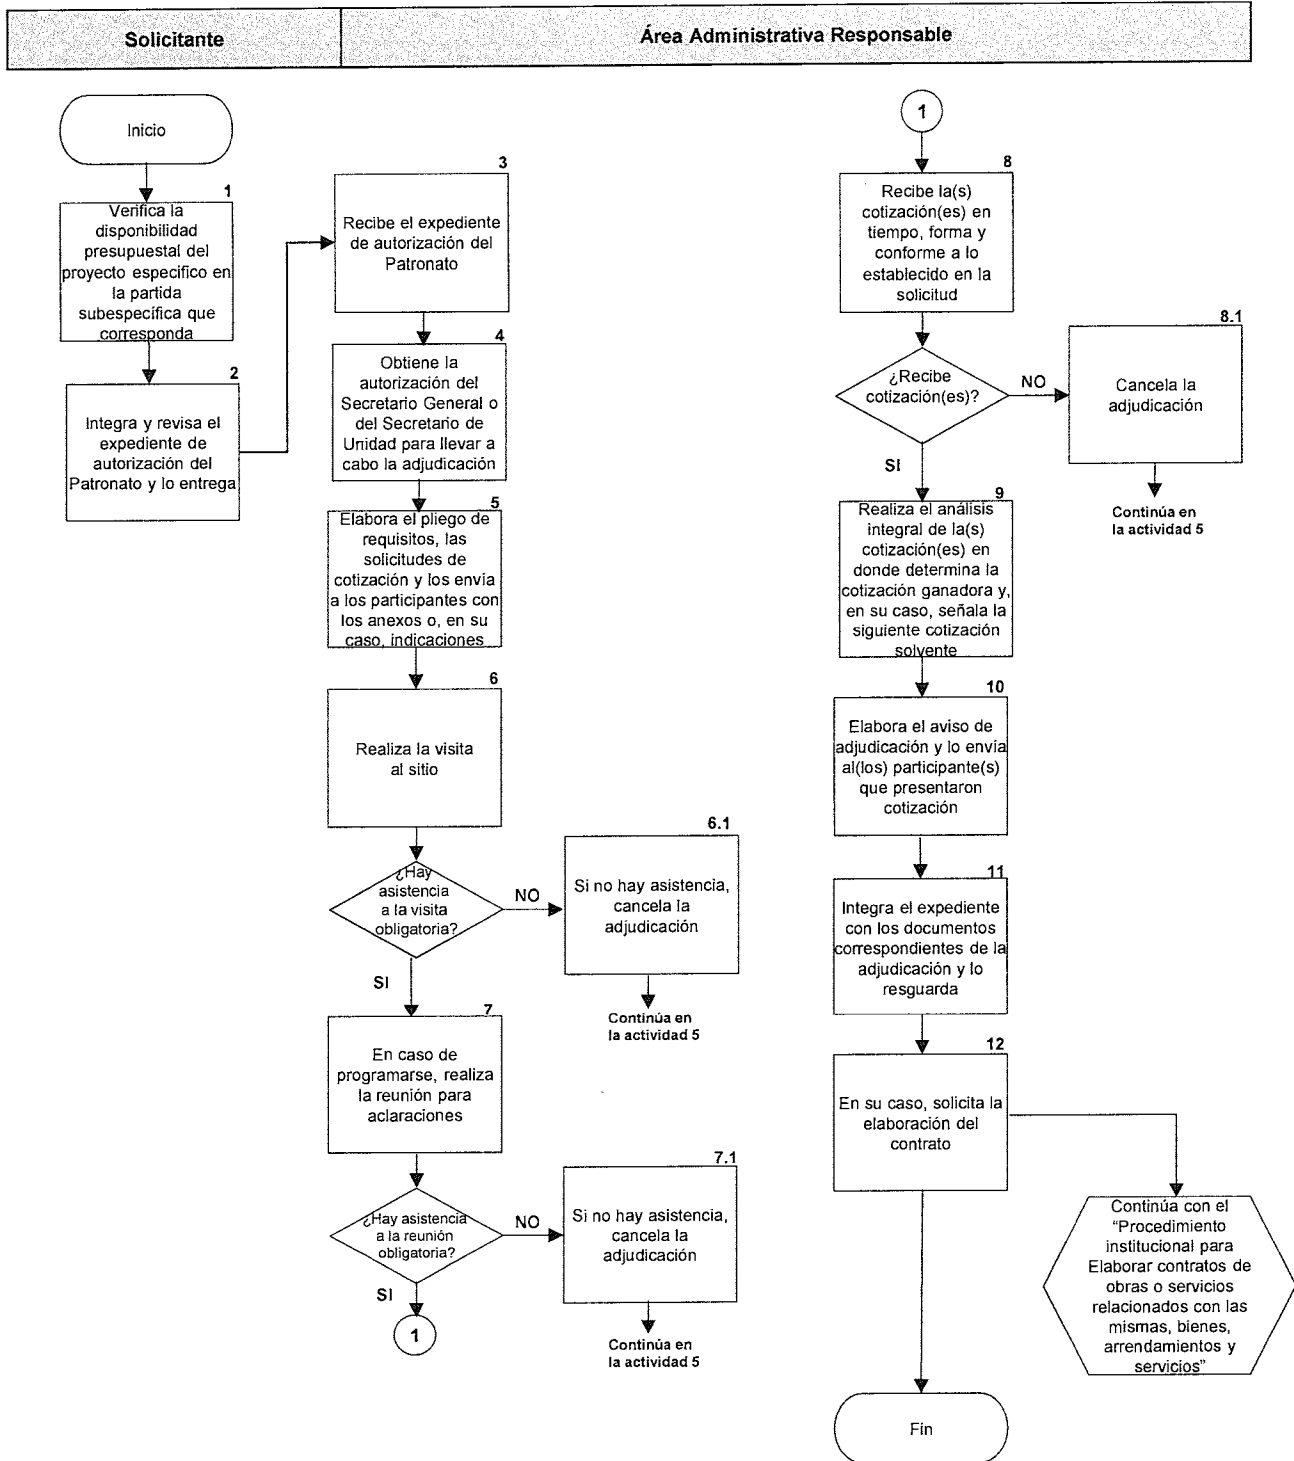 Solicitante
Área Administrativa Responsable
Inicio
1
Verifica la
disponibilidad
presupuestal del
proyecto especifico en
la partida
subespecífica que
corresponda
2
Integra y revisa el
expediente de
autorización del
Patronato y lo entrega
3
Recibe el expediente
de autorización del
Patronato
4
Obtiene la
autorización del
Secretario General o
del Secretario de
Unidad para llevar a
cabo la adjudicación
5
Elabora el pliego de
requisitos, las
solicitudes de
cotización y los envía
a los participantes con
los anexos o, en su
caso, indicaciones
6
Realiza la visita
al sitio
¿Hay
asistencia
a la visita
obligatoria?
NO
6.1
Si no hay asistencia,
cancela la
adjudicación
Continúa en
la actividad 5
SI
7
En caso de
programarse, realiza
la reunión para
aclaraciones
¿Hay asistencia
a la reunión
obligatoria?
NO
7.1
Si no hay asistencia,
cancela la
adjudicación
Continúa en
la actividad 5
SI
1
1
8
Recibe la(s)
cotización(es) en
tiempo, forma y
conforme a lo
establecido en la
solicitud
¿Recibe
cotización(es)?
NO
8.1
Cancela la
adjudicación
Continúa en
la actividad 5
SI
9
Realiza el análisis
integral de la(s)
cotización(es) en
donde determina la
cotización ganadora y,
en su caso, señala la
siguiente cotización
solvente
10
Elabora el aviso de
adjudicación y lo envía
al(los) participante(s)
que presentaron
cotización
11
Integra el expediente
con los documentos
correspondientes de la
adjudicación y lo
resguarda
12
En su caso, solicita la
elaboración del
contrato
Continúa con el
"Procedimiento
institucional para
Elaborar contratos de
obras o servicios
relacionados con las
mismas, bienes,
arrendamientos y
servicios"
Fin